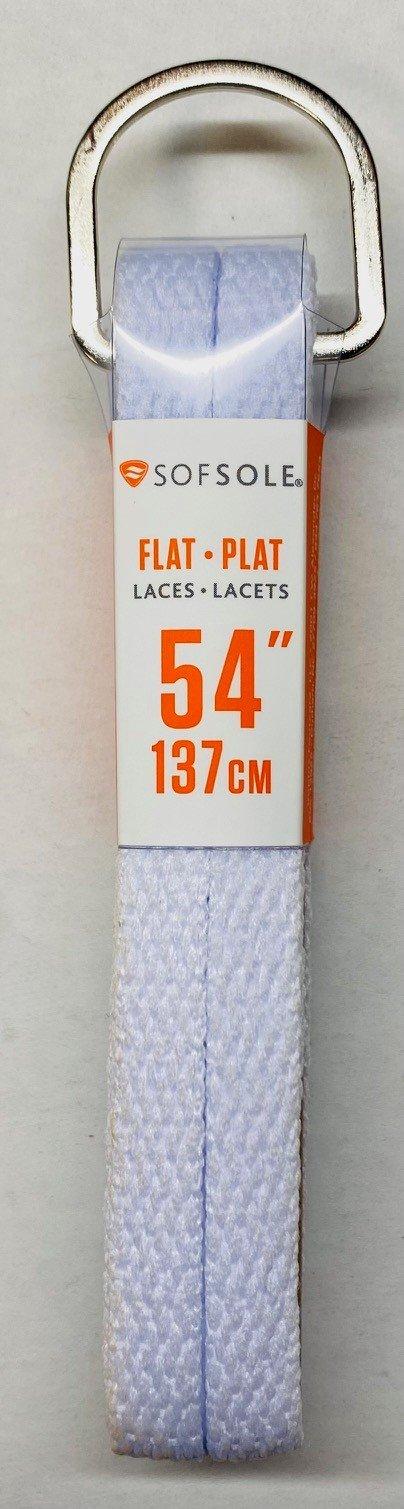 SOFSOLE®
FLAT • PLAT
LACES • LACETS
54"
137CM